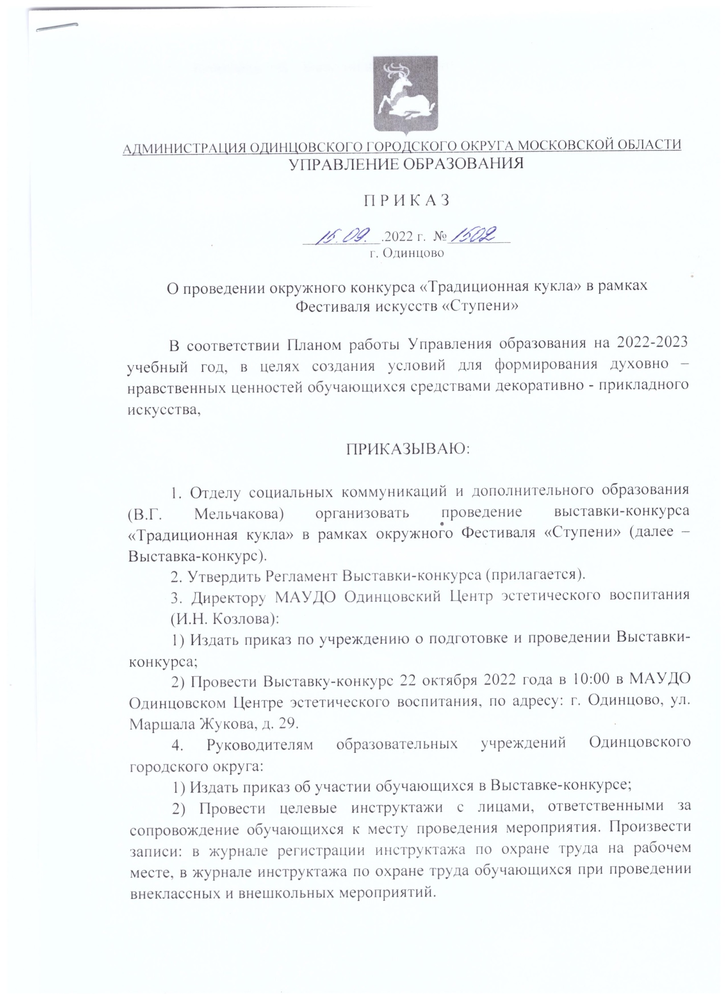 АДМИНИСТРАЦИЯ ОДИНЦОВСКОГО ГОРОДСКОГО ОКРУГА МОСКОВСКОЙ ОБЛАСТИ
УПРАВЛЕНИЕ ОБРАЗОВАНИЯ
П Р И К А З
15.09. .2022 г. № 1502
г. Одинцово
О проведении окружного конкурса «Традиционная кукла» в рамках
Фестиваля искусств «Ступени»
В соответствии Планом работы Управления образования на 2022-2023
учебный год, в целях создания условий для формирования духовно –
нравственных ценностей обучающихся средствами декоративно - прикладного
искусства,
ПРИКАЗЫВАЮ:
1. Отделу социальных коммуникаций и дополнительного образования
(В.Г. Мельчакова) организовать проведение выставки-конкурса
«Традиционная кукла» в рамках окружного Фестиваля «Ступени» (далее –
Выставка-конкурс).
2. Утвердить Регламент Выставки-конкурса (прилагается).
3. Директору МАУДО Одинцовский Центр эстетического воспитания
(И.Н. Козлова):
1) Издать приказ по учреждению о подготовке и проведении Выставки-
конкурса;
2) Провести Выставку-конкурс 22 октября 2022 года в 10:00 в МАУДО
Одинцовском Центре эстетического воспитания, по адресу: г. Одинцово, ул.
Маршала Жукова, д. 29.
4. Руководителям образовательных учреждений Одинцовского
городского округа:
1) Издать приказ об участии обучающихся в Выставке-конкурсе;
2) Провести целевые инструктажи с лицами, ответственными за
сопровождение обучающихся к месту проведения мероприятия. Произвести
записи: в журнале регистрации инструктажа по охране труда на рабочем
месте, в журнале инструктажа по охране труда обучающихся при проведении
внеклассных и внешкольных мероприятий.